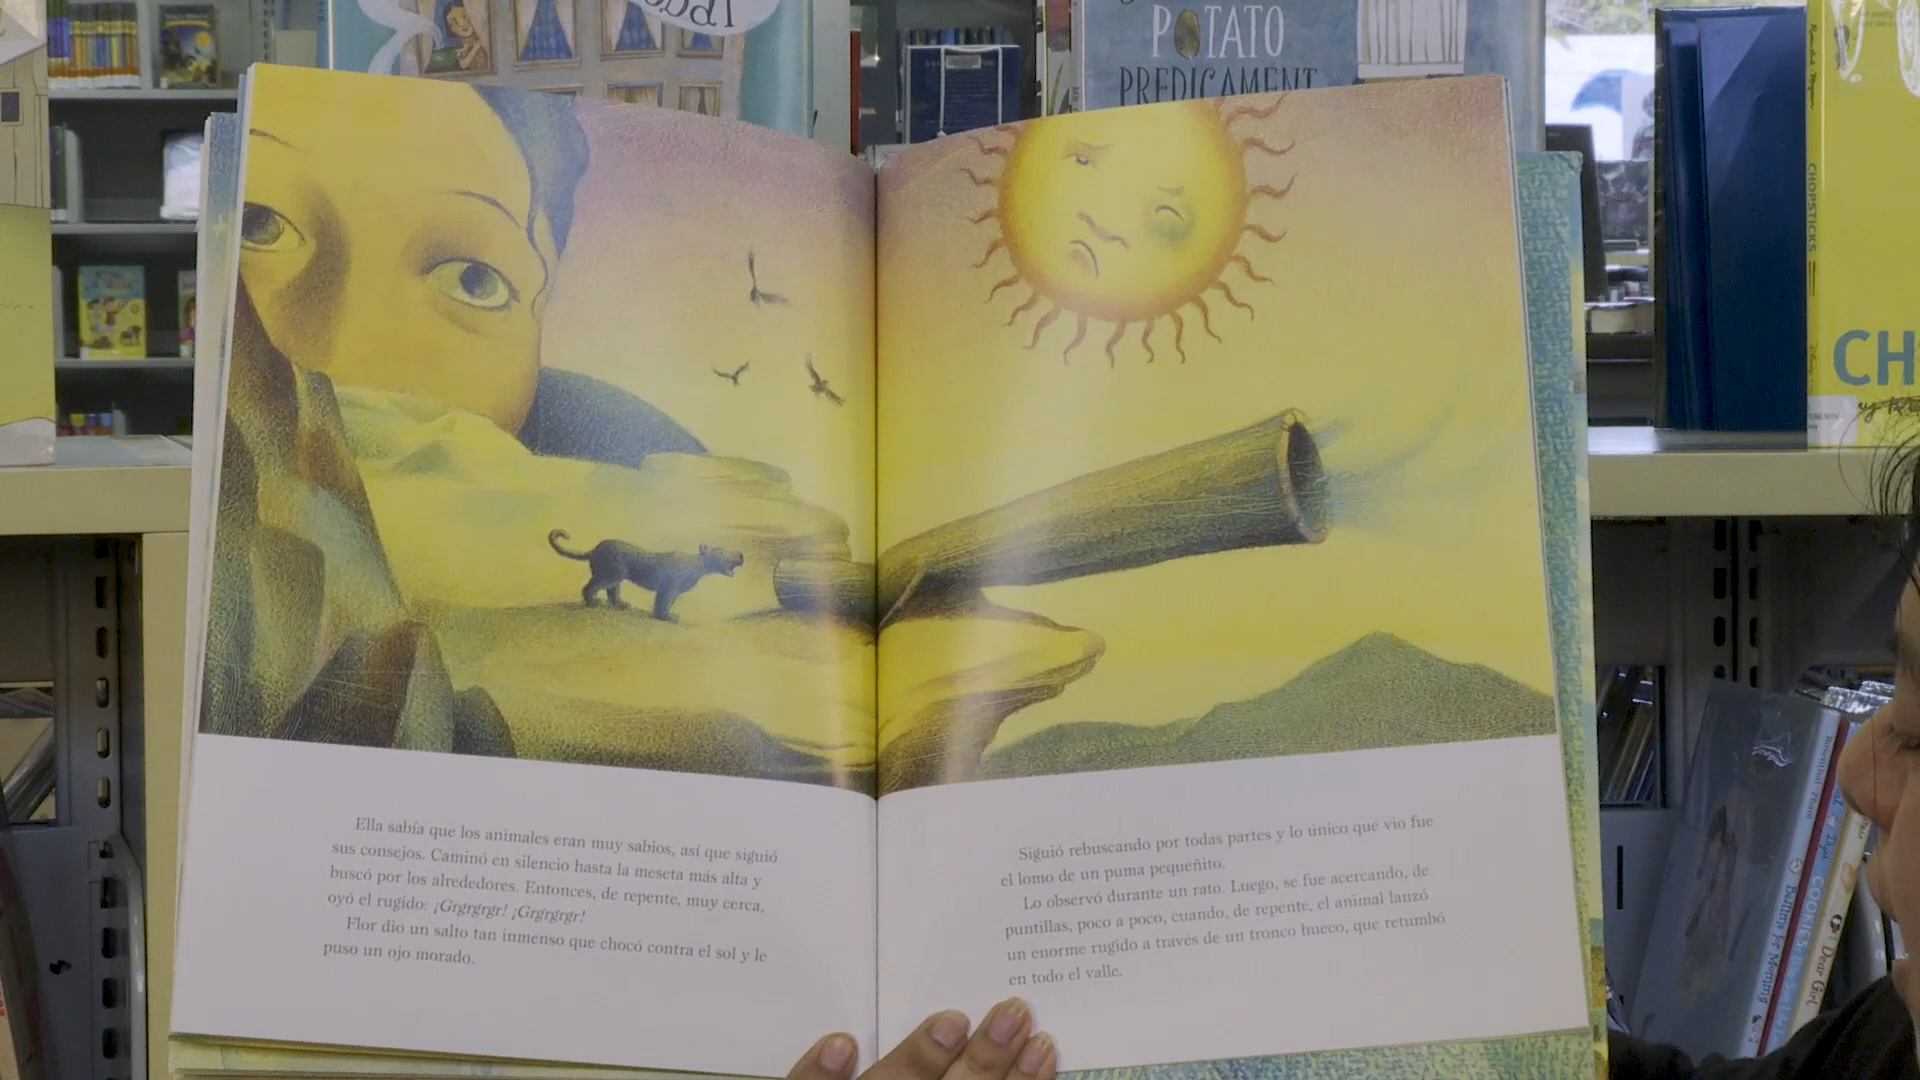 POTATO
PREDICAMENT
CHOPSTICKS
CH
Ella sabía que los animales eran muy sabios, así que siguió
sus consejos. Caminó en silencio hasta la meseta más alta y
buscó por los alrededores. Entonces, de repente, muy cerca,
oyó el rugido: ¡Grgrgrgr! ¡Grgrgrgr!
Flor dio un salto tan inmenso que chocó contra el sol y le
puso un ojo morado.
Siguió rebuscando por todas partes y lo único que vio fue
el lomo de un puma pequeñito.
Lo observó durante un rato. Luego, se fue acercando, de
puntillas, poco a poco, cuando, de repente, el animal lanzó
un enorme rugido a través de un tronco hueco, que retumbó
en todo el valle.
Rosenthal · Pham
Bedtime for Mommy
Dear Girl